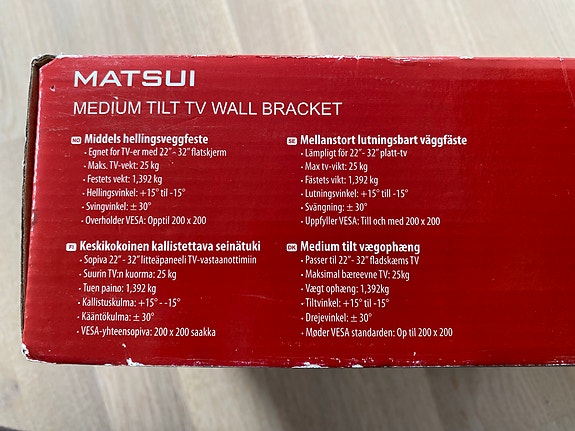 MATSUI
MEDIUM TILT TV WALL BRACKET
NO Middels hellingsveggfeste
• Egnet for TV-er med 22" - 32" flatskjerm
• Maks. TV-vekt: 25 kg
• Festets vekt: 1,392 kg
• Hellingsvinkel: +15° til -15°
• Svingvinkel: ± 30°
• Overholder VESA: Opptil 200 x 200
SE Mellanstort lutningsbart väggfäste
• Lämpligt för 22" - 32" platt-tv
• Max tv-vikt: 25 kg
• Fästets vikt: 1,392 kg
• Lutningsvinkel: +15° till -15°
• Svängning: ± 30°
• Uppfyller VESA: Till och med 200 x 200
FI Keskikokoinen kallistettava seinätuki
• Sopiva 22" - 32" litteäpaneeli TV-vastaanottimiin
• Suurin TV:n kuorma: 25 kg
• Tuen paino: 1,392 kg
• Kallistuskulma: +15° - -15°
• Kääntökulma: ± 30°
• VESA-yhteensopiva: 200 x 200 saakka
DK Medium tilt vægophæng
• Passer til 22" - 32" fladskæms TV
• Maksimal bæreevne TV: 25kg
• Vægt ophæng: 1,392kg
• Tiltvinkel: +15° til -15°
• Drejevinkel: ± 30°
• Møder VESA standarden: Op til 200 x 200